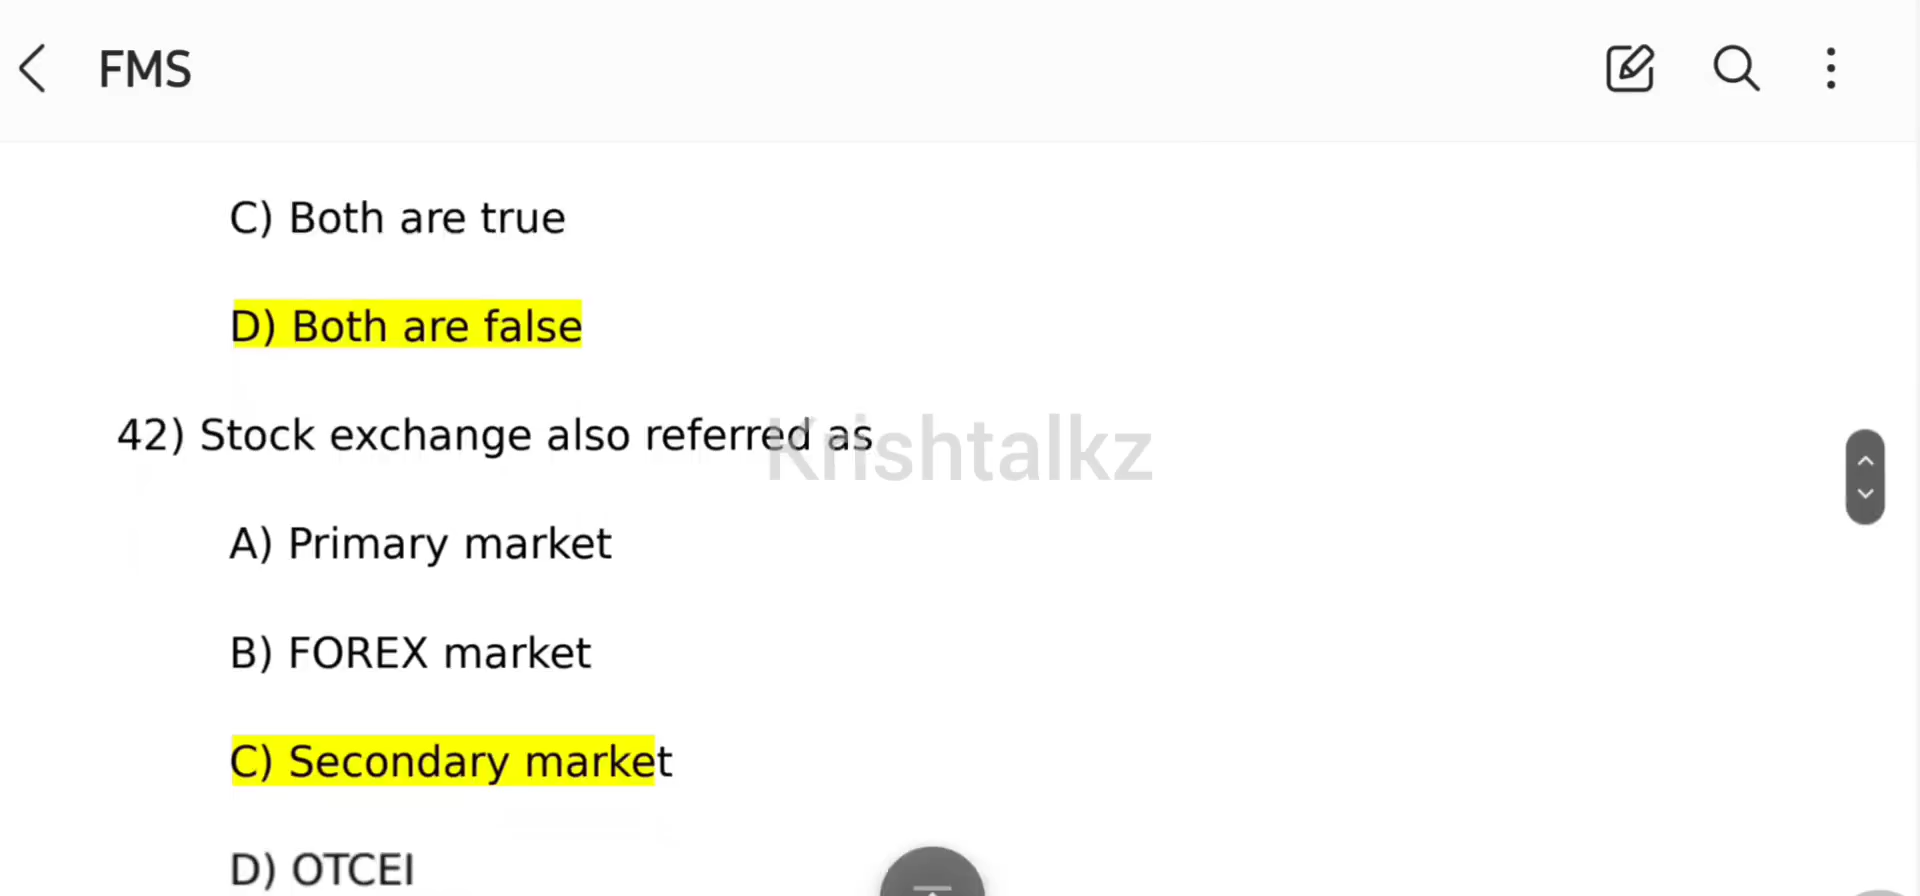 FMS
C) Both are true
D) Both are false
42) Stock exchange also referred as
Krishtalkz
A) Primary market
B) FOREX market
C) Secondary market
D) OTCEI